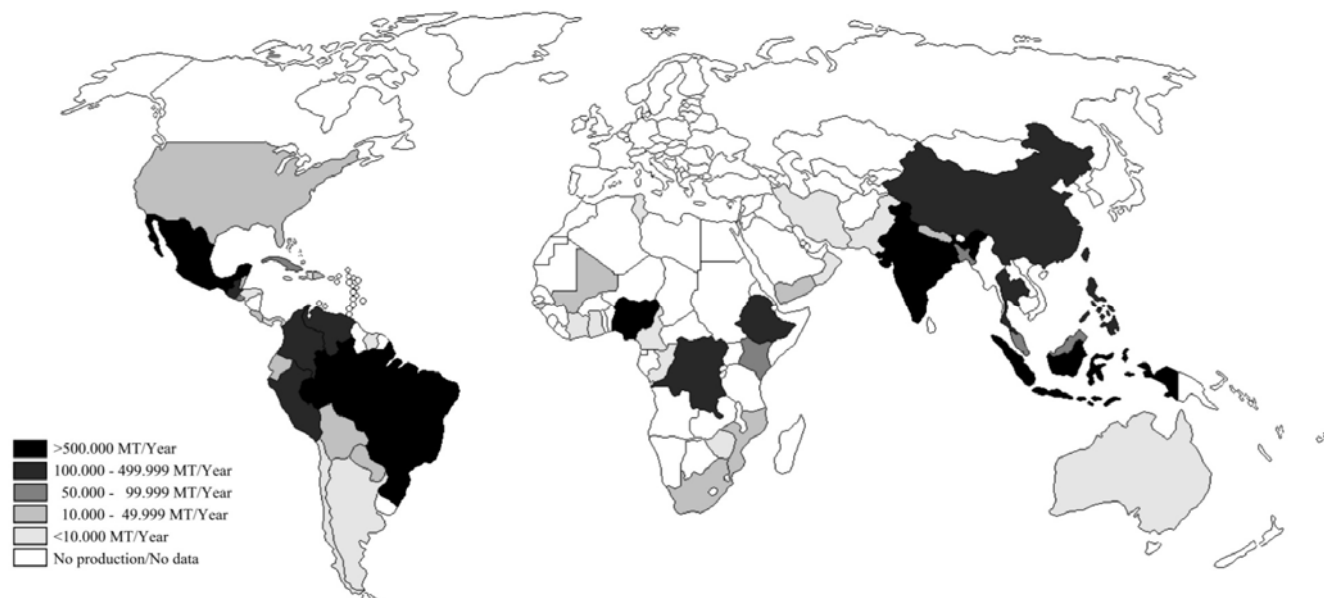 >500.000 MT/Year
100.000 - 499.999 MT/Year
50.000 - 99.999 MT/Year
10.000 - 49.999 MT/Year
<10.000 MT/Year
No production/No data